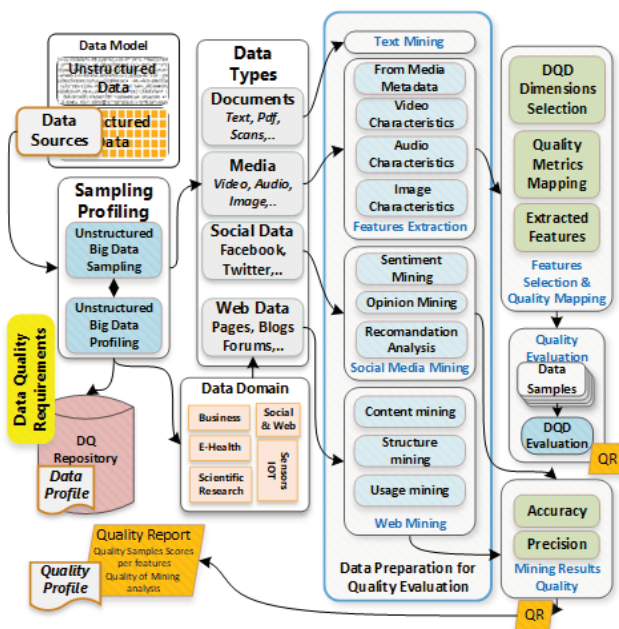 Data Model
Unstructured
Data
Data
Sources
Data
Sampling
Profiling
Unstructured
Big Data
Sampling
Unstructured
Big Data
Profiling
Data Quality
Requirements
DQ
Repository
Data
Profile
Data
Types
Documents
Text, Pdf,
Scans,..
Media
Video, Audio,
Image,..
Social Data
Facebook,
Twitter,..
Web Data
Pages, Blogs
Forums,..
Data Domain
Business
E-Health
Scientific
Research
Social
& Web
Sensors
IOT
Text Mining
From Media
Metadata
Video
Characteristics
Audio
Characteristics
Image
Characteristics
Features Extraction
Sentiment
Mining
Opinion Mining
Recomandation
Analysis
Social Media Mining
Content mining
Structure
mining
Usage mining
Web Mining
Data Preparation for
Quality Evaluation
DQD
Dimensions
Selection
Quality
Metrics
Mapping
Extracted
Features
Features
Selection &
Quality Mapping
Quality
Evaluation
Data
Samples
DQD
Evaluation
QR
Accuracy
Precision
Mining Results
Quality
QR
Quality Report
Quality Samples Scores
per features
Quality of Mining
analysis
Quality
Profile